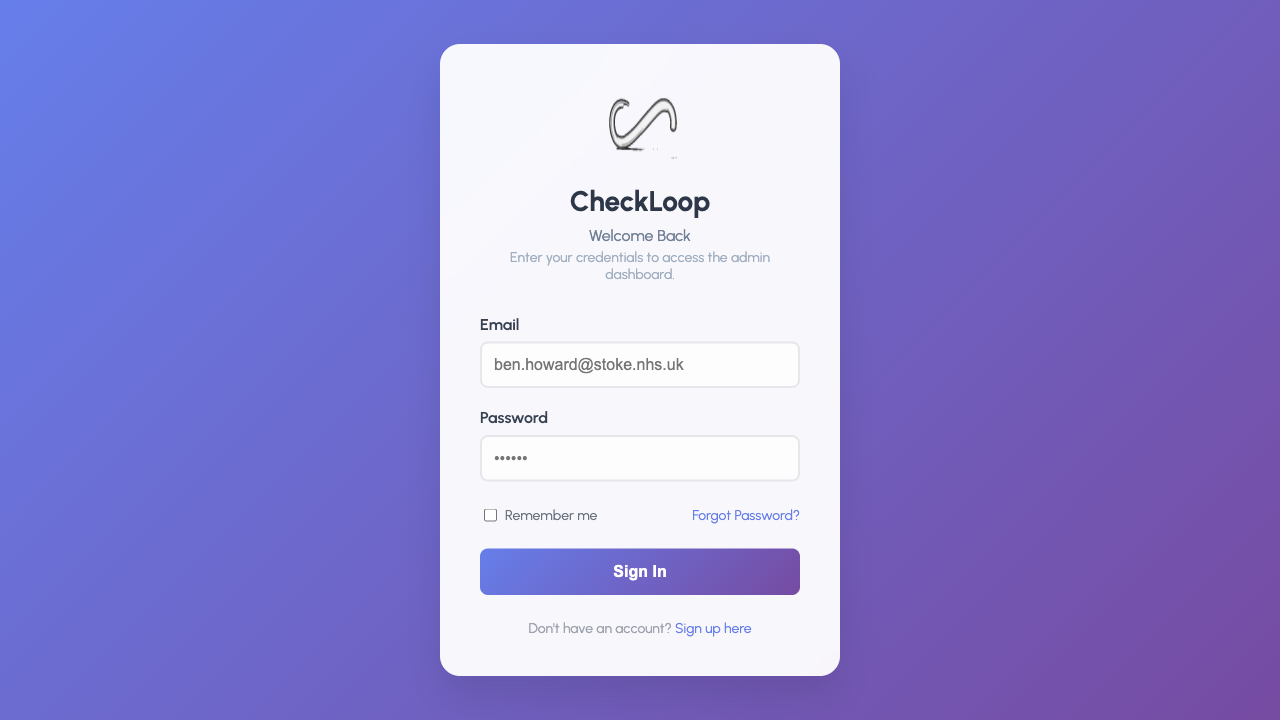 CheckLoop
Welcome Back
Enter your credentials to access the admin
dashboard.
Email
ben.howard@stoke.nhs.uk
Password
••••••
Remember me
Forgot Password?
Sign In
Don't have an account? Sign up here